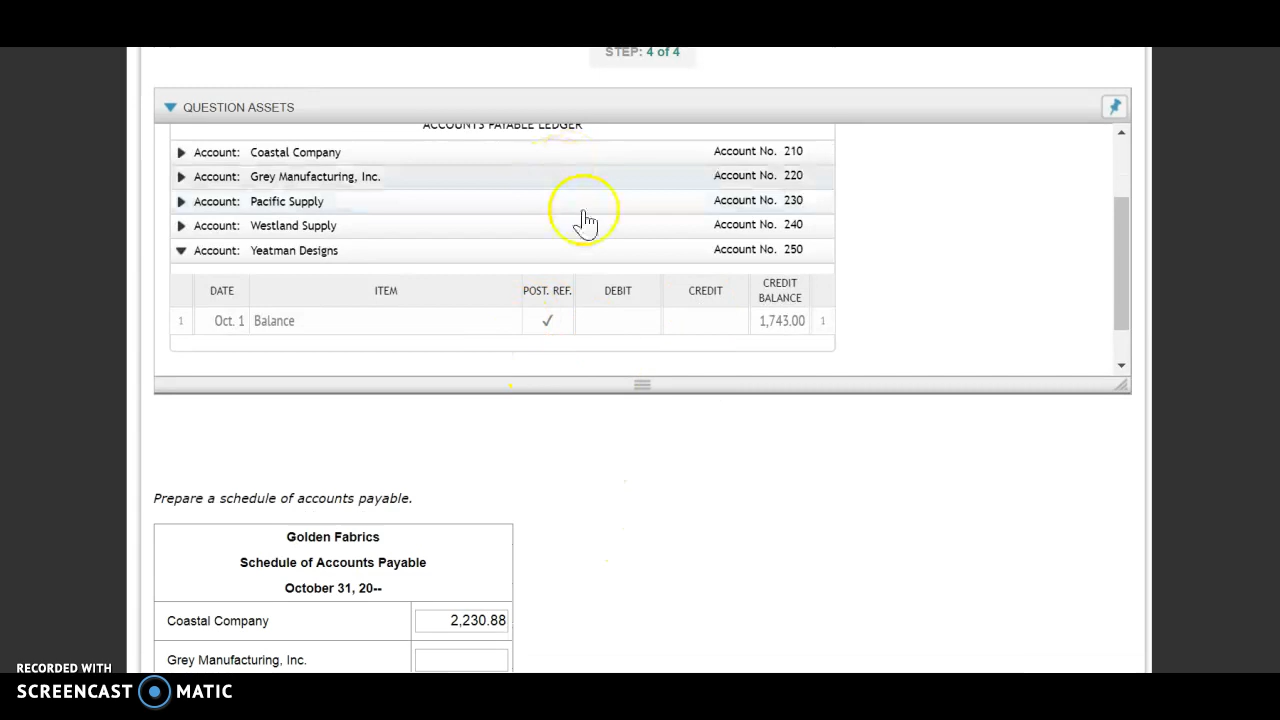 STEP: 4 of 4
QUESTION ASSETS
ACCOUNTS PAYABLE LEDGER
Account: Coastal Company Account No. 210
Account: Grey Manufacturing, Inc. Account No. 220
Account: Pacific Supply Account No. 230
Account: Westland Supply Account No. 240
Account: Yeatman Designs Account No. 250
DATE ITEM POST. REF. DEBIT CREDIT CREDIT BALANCE
1 Oct. 1 Balance ✓ 1,743.00 1
Prepare a schedule of accounts payable.
Golden Fabrics
Schedule of Accounts Payable
October 31, 20--
Coastal Company 2,230.88
Grey Manufacturing, Inc.
RECORDED WITH
SCREENCAST MATIC